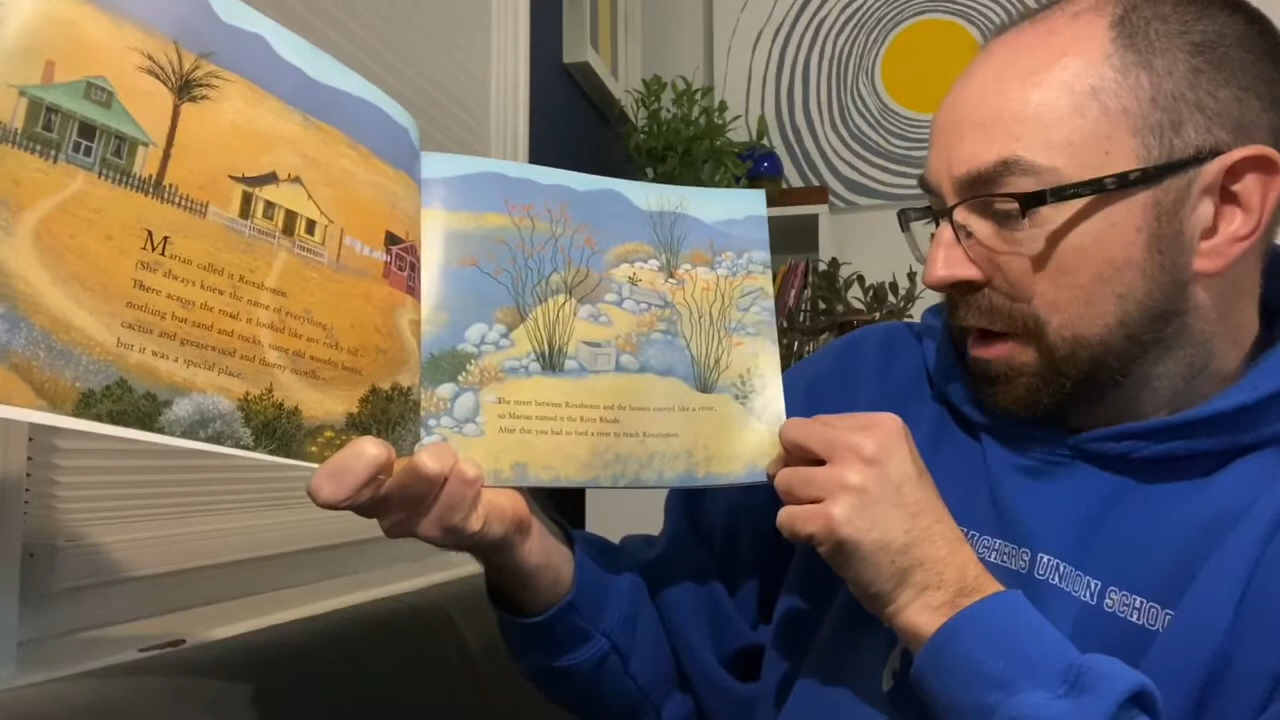 Marian called it Roxaboxen.
(She always knew the name of everything.)
There across the road, it looked like any rocky hill—
nothing but sand and rocks, some old wooden boxes,
cactus and greasewood and thorny ocotillo—
but it was a special place.
The street between Roxaboxen and the houses curved like a river,
so Marian named it the River Rhode.
After that you had to ford a river to reach Roxaboxen.
TEACHERS UNION SCHOO